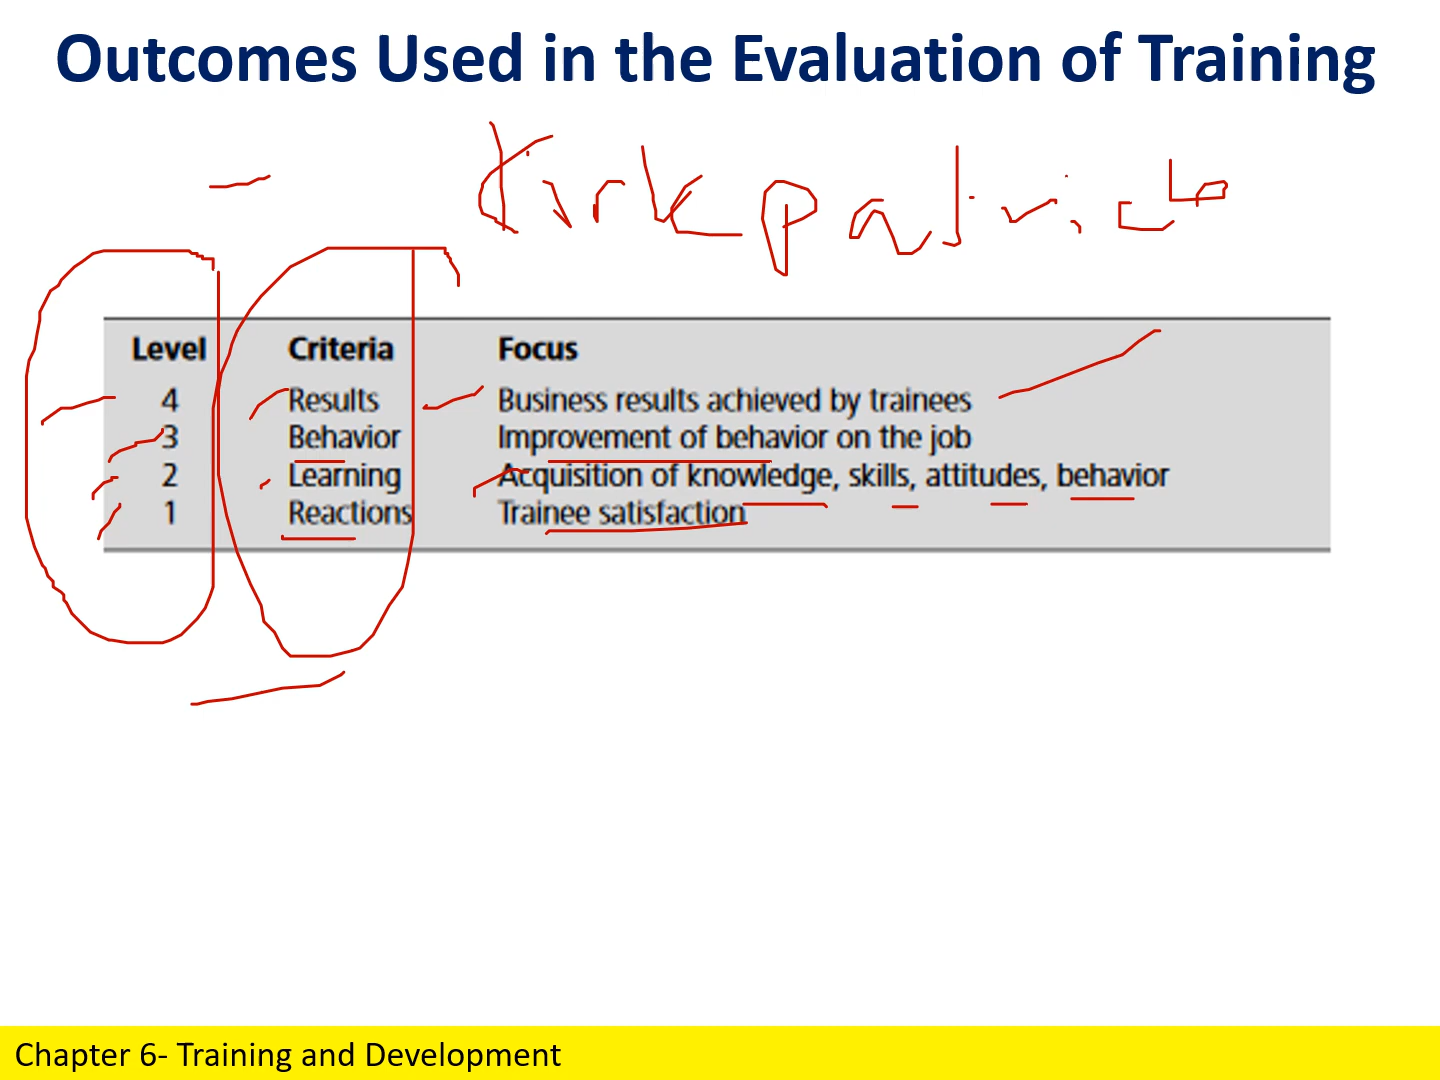 Outcomes Used in the Evaluation of Training
Kirkpatrick
Level Criteria Focus
4 Results Business results achieved by trainees
3 Behavior Improvement of behavior on the job
2 Learning Acquisition of knowledge, skills, attitudes, behavior
1 Reactions Trainee satisfaction
Chapter 6- Training and Development